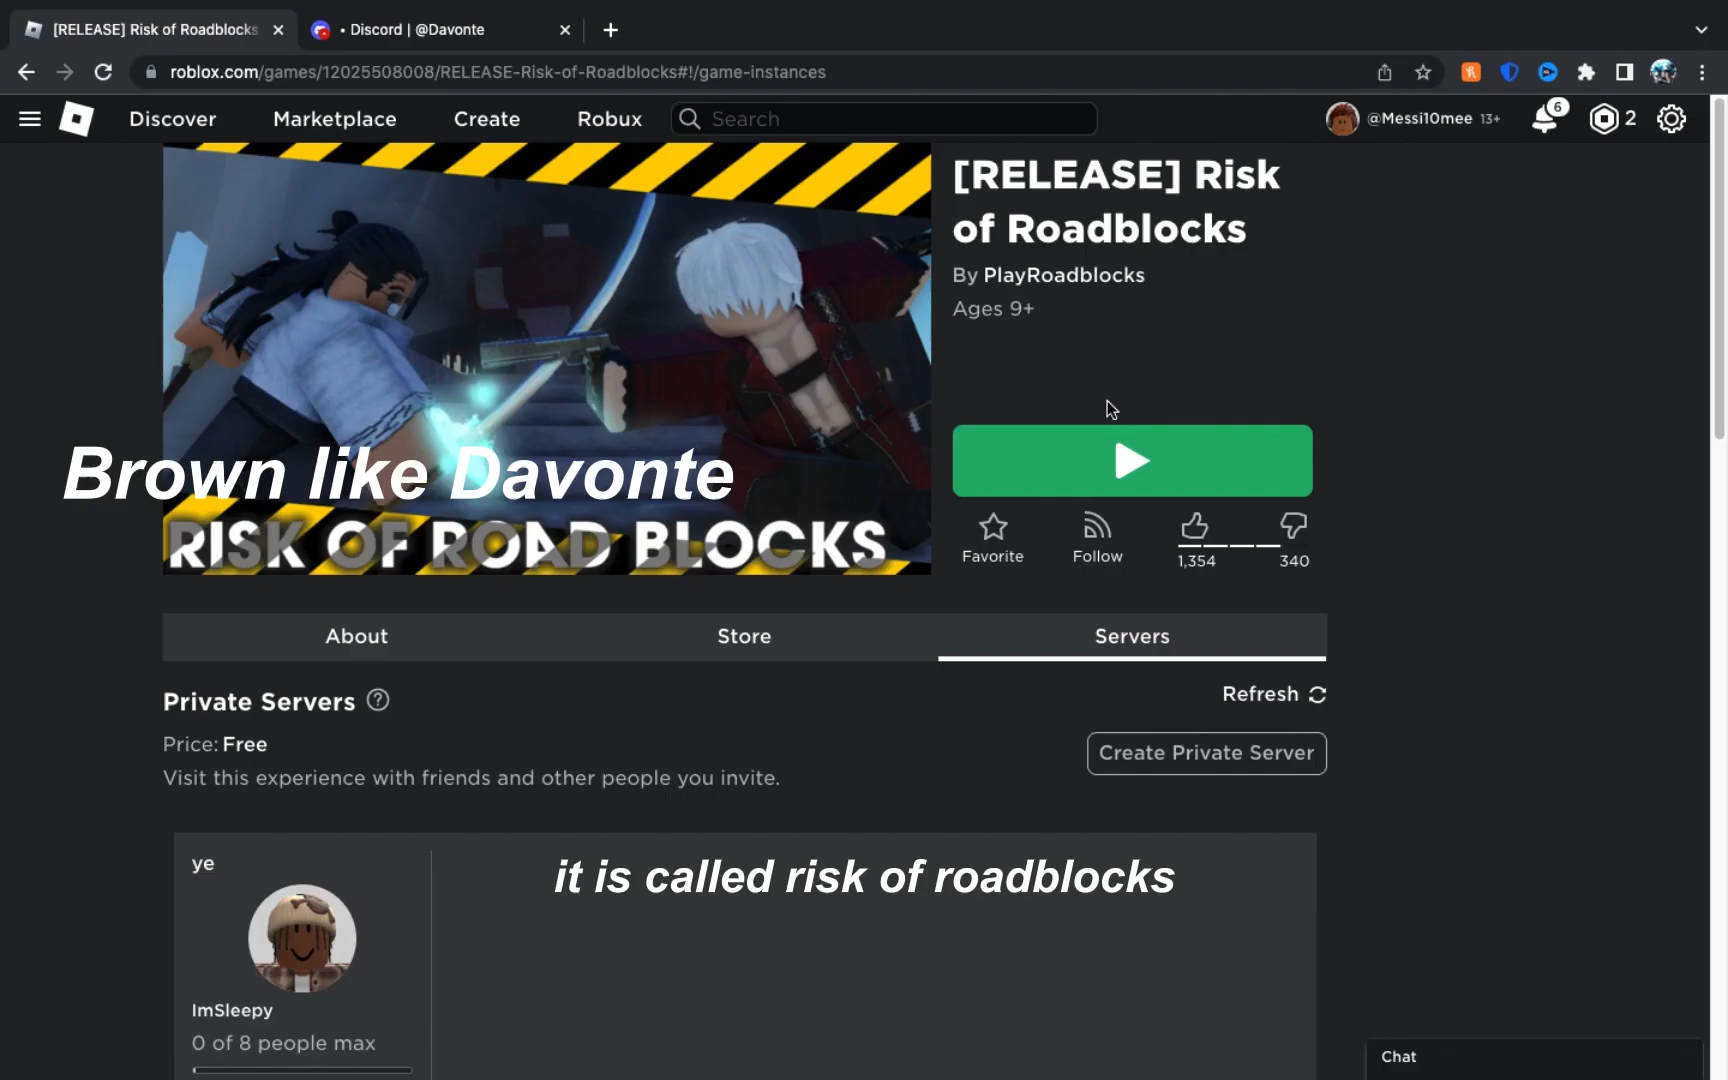 [RELEASE] Risk of Roadblocks
• Discord | @Davonte
roblox.com/games/12025508008/RELEASE-Risk-of-Roadblocks#!/game-instances
Discover
Marketplace
Create
Robux
Search
@Messi10mee 13+
6
2
[RELEASE] Risk
of Roadblocks
By PlayRoadblocks
Ages 9+
Brown like Davonte
RISK OF ROAD BLOCKS
Favorite
Follow
1,354
340
About
Store
Servers
Private Servers
Refresh
Price: Free
Create Private Server
Visit this experience with friends and other people you invite.
ye
it is called risk of roadblocks
ImSleepy
0 of 8 people max
Chat